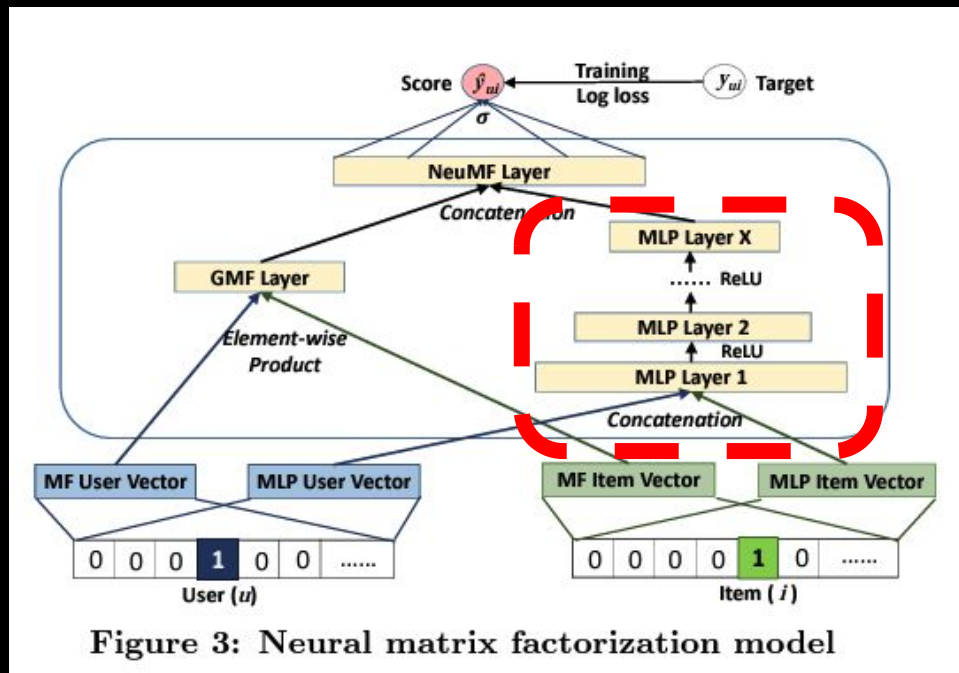 Score ŷui Training yui Target
Log loss
σ
NeuMF Layer
Concatenation
MLP Layer X
GMF Layer
...... ReLU
Element-wise
Product
MLP Layer 2
ReLU
MLP Layer 1
Concatenation
MF User Vector MLP User Vector MF Item Vector MLP Item Vector
0 0 0 1 0 0 ...... 0 0 0 0 1 0 ......
User (u) Item ( i )
Figure 3: Neural matrix factorization model